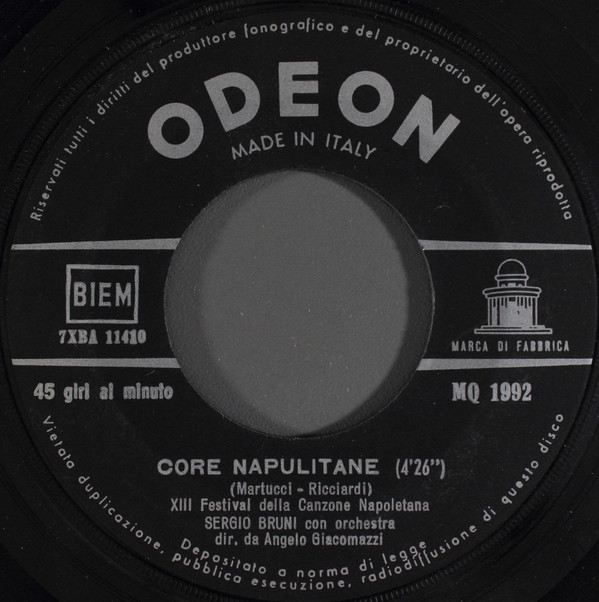 Riservati tutti i diritti del produttore fonografico e del proprietario dell'opera riprodotta
ODEON
MADE IN ITALY
BIEM
7XBA 11410
MARCA DI FABBRICA
45 giri al minuto
MQ 1992
CORE NAPULITANE (4'26")
(Martucci - Ricciardi)
XIII Festival della Canzone Napoletana
SERGIO BRUNI con orchestra
dir. da Angelo Giacomazzi
Depositato a norma di legge
Vietata duplicazione, pubblica esecuzione, radiodiffusione di questo disco